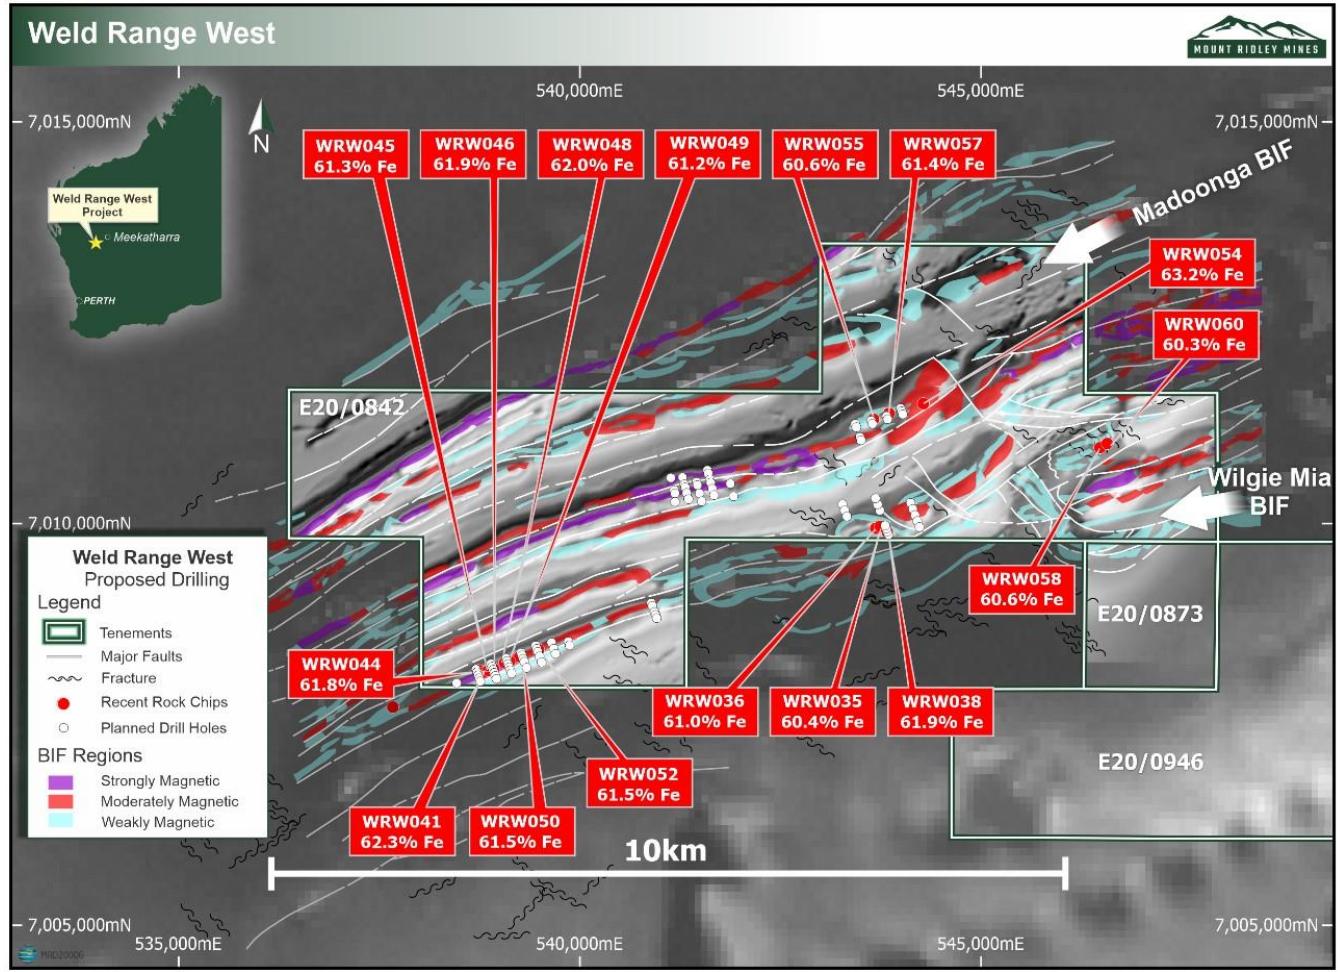 Weld Range West
MOUNT RIDLEY MINES
540,000mE
545,000mE
7,015,000mN
7,015,000mN
N
WRW045
61.3% Fe
WRW046
61.9% Fe
WRW048
62.0% Fe
WRW049
61.2% Fe
WRW055
60.6% Fe
WRW057
61.4% Fe
Madoonga BIF
Weld Range West
Project
Meekatharra
PERTH
WRW054
63.2% Fe
WRW060
60.3% Fe
E20/0842
Wilgie Mia
BIF
7,010,000mN
Weld Range West
Proposed Drilling
Legend
Tenements
Major Faults
Fracture
Recent Rock Chips
Planned Drill Holes
BIF Regions
Strongly Magnetic
Moderately Magnetic
Weakly Magnetic
WRW058
60.6% Fe
E20/0873
WRW044
61.8% Fe
WRW036
61.0% Fe
WRW035
60.4% Fe
WRW038
61.9% Fe
E20/0946
WRW052
61.5% Fe
WRW041
62.3% Fe
WRW050
61.5% Fe
10km
7,005,000mN
7,005,000mN
535,000mE
540,000mE
545,000mE